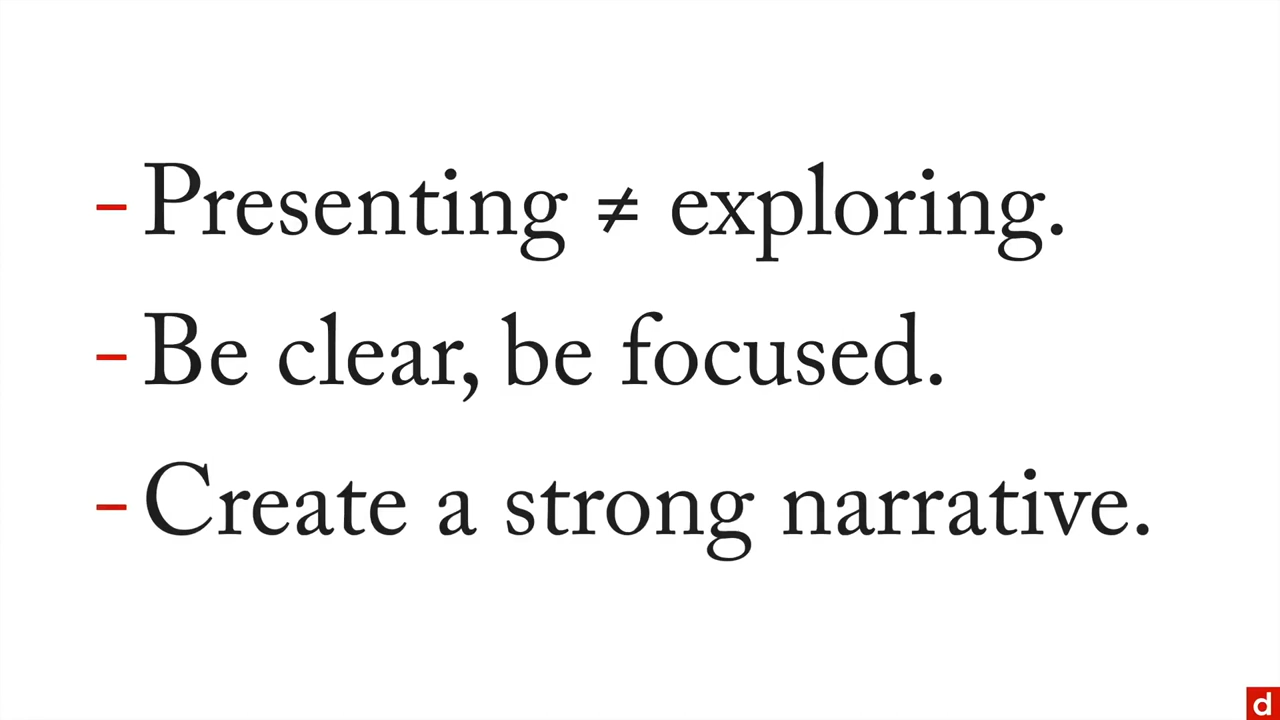 - Presenting ≠ exploring.
- Be clear, be focused.
- Create a strong narrative.
d